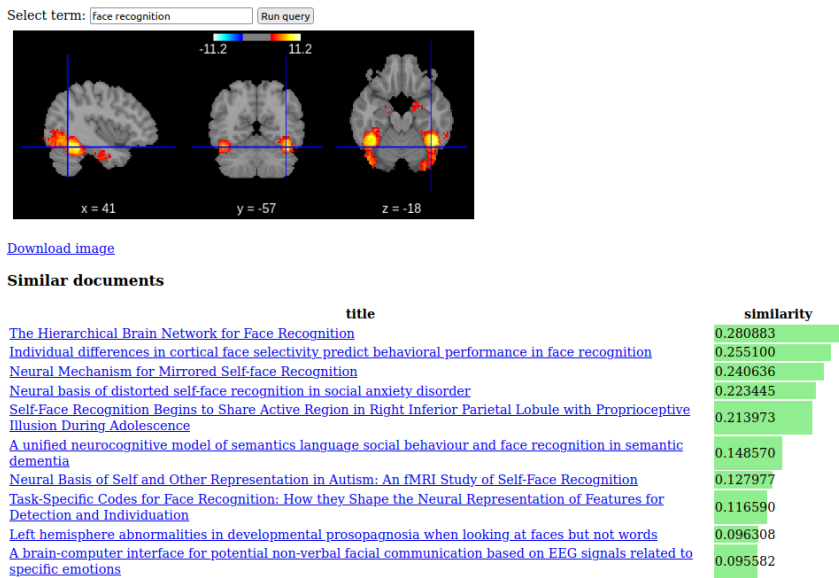 Select term: face recognition Run query
-11.2 11.2
x = 41 y = -57 z = -18
Download image
Similar documents
title similarity
The Hierarchical Brain Network for Face Recognition 0.280883
Individual differences in cortical face selectivity predict behavioral performance in face recognition 0.255100
Neural Mechanism for Mirrored Self-face Recognition 0.240636
Neural basis of distorted self-face recognition in social anxiety disorder 0.223445
Self-Face Recognition Begins to Share Active Region in Right Inferior Parietal Lobule with Proprioceptive
Illusion During Adolescence 0.213973
A unified neurocognitive model of semantics language social behaviour and face recognition in semantic
dementia 0.148570
Neural Basis of Self and Other Representation in Autism: An fMRI Study of Self-Face Recognition 0.127977
Task-Specific Codes for Face Recognition: How they Shape the Neural Representation of Features for
Detection and Individuation 0.116590
Left hemisphere abnormalities in developmental prosopagnosia when looking at faces but not words 0.096308
A brain-computer interface for potential non-verbal facial communication based on EEG signals related to
specific emotions 0.095582